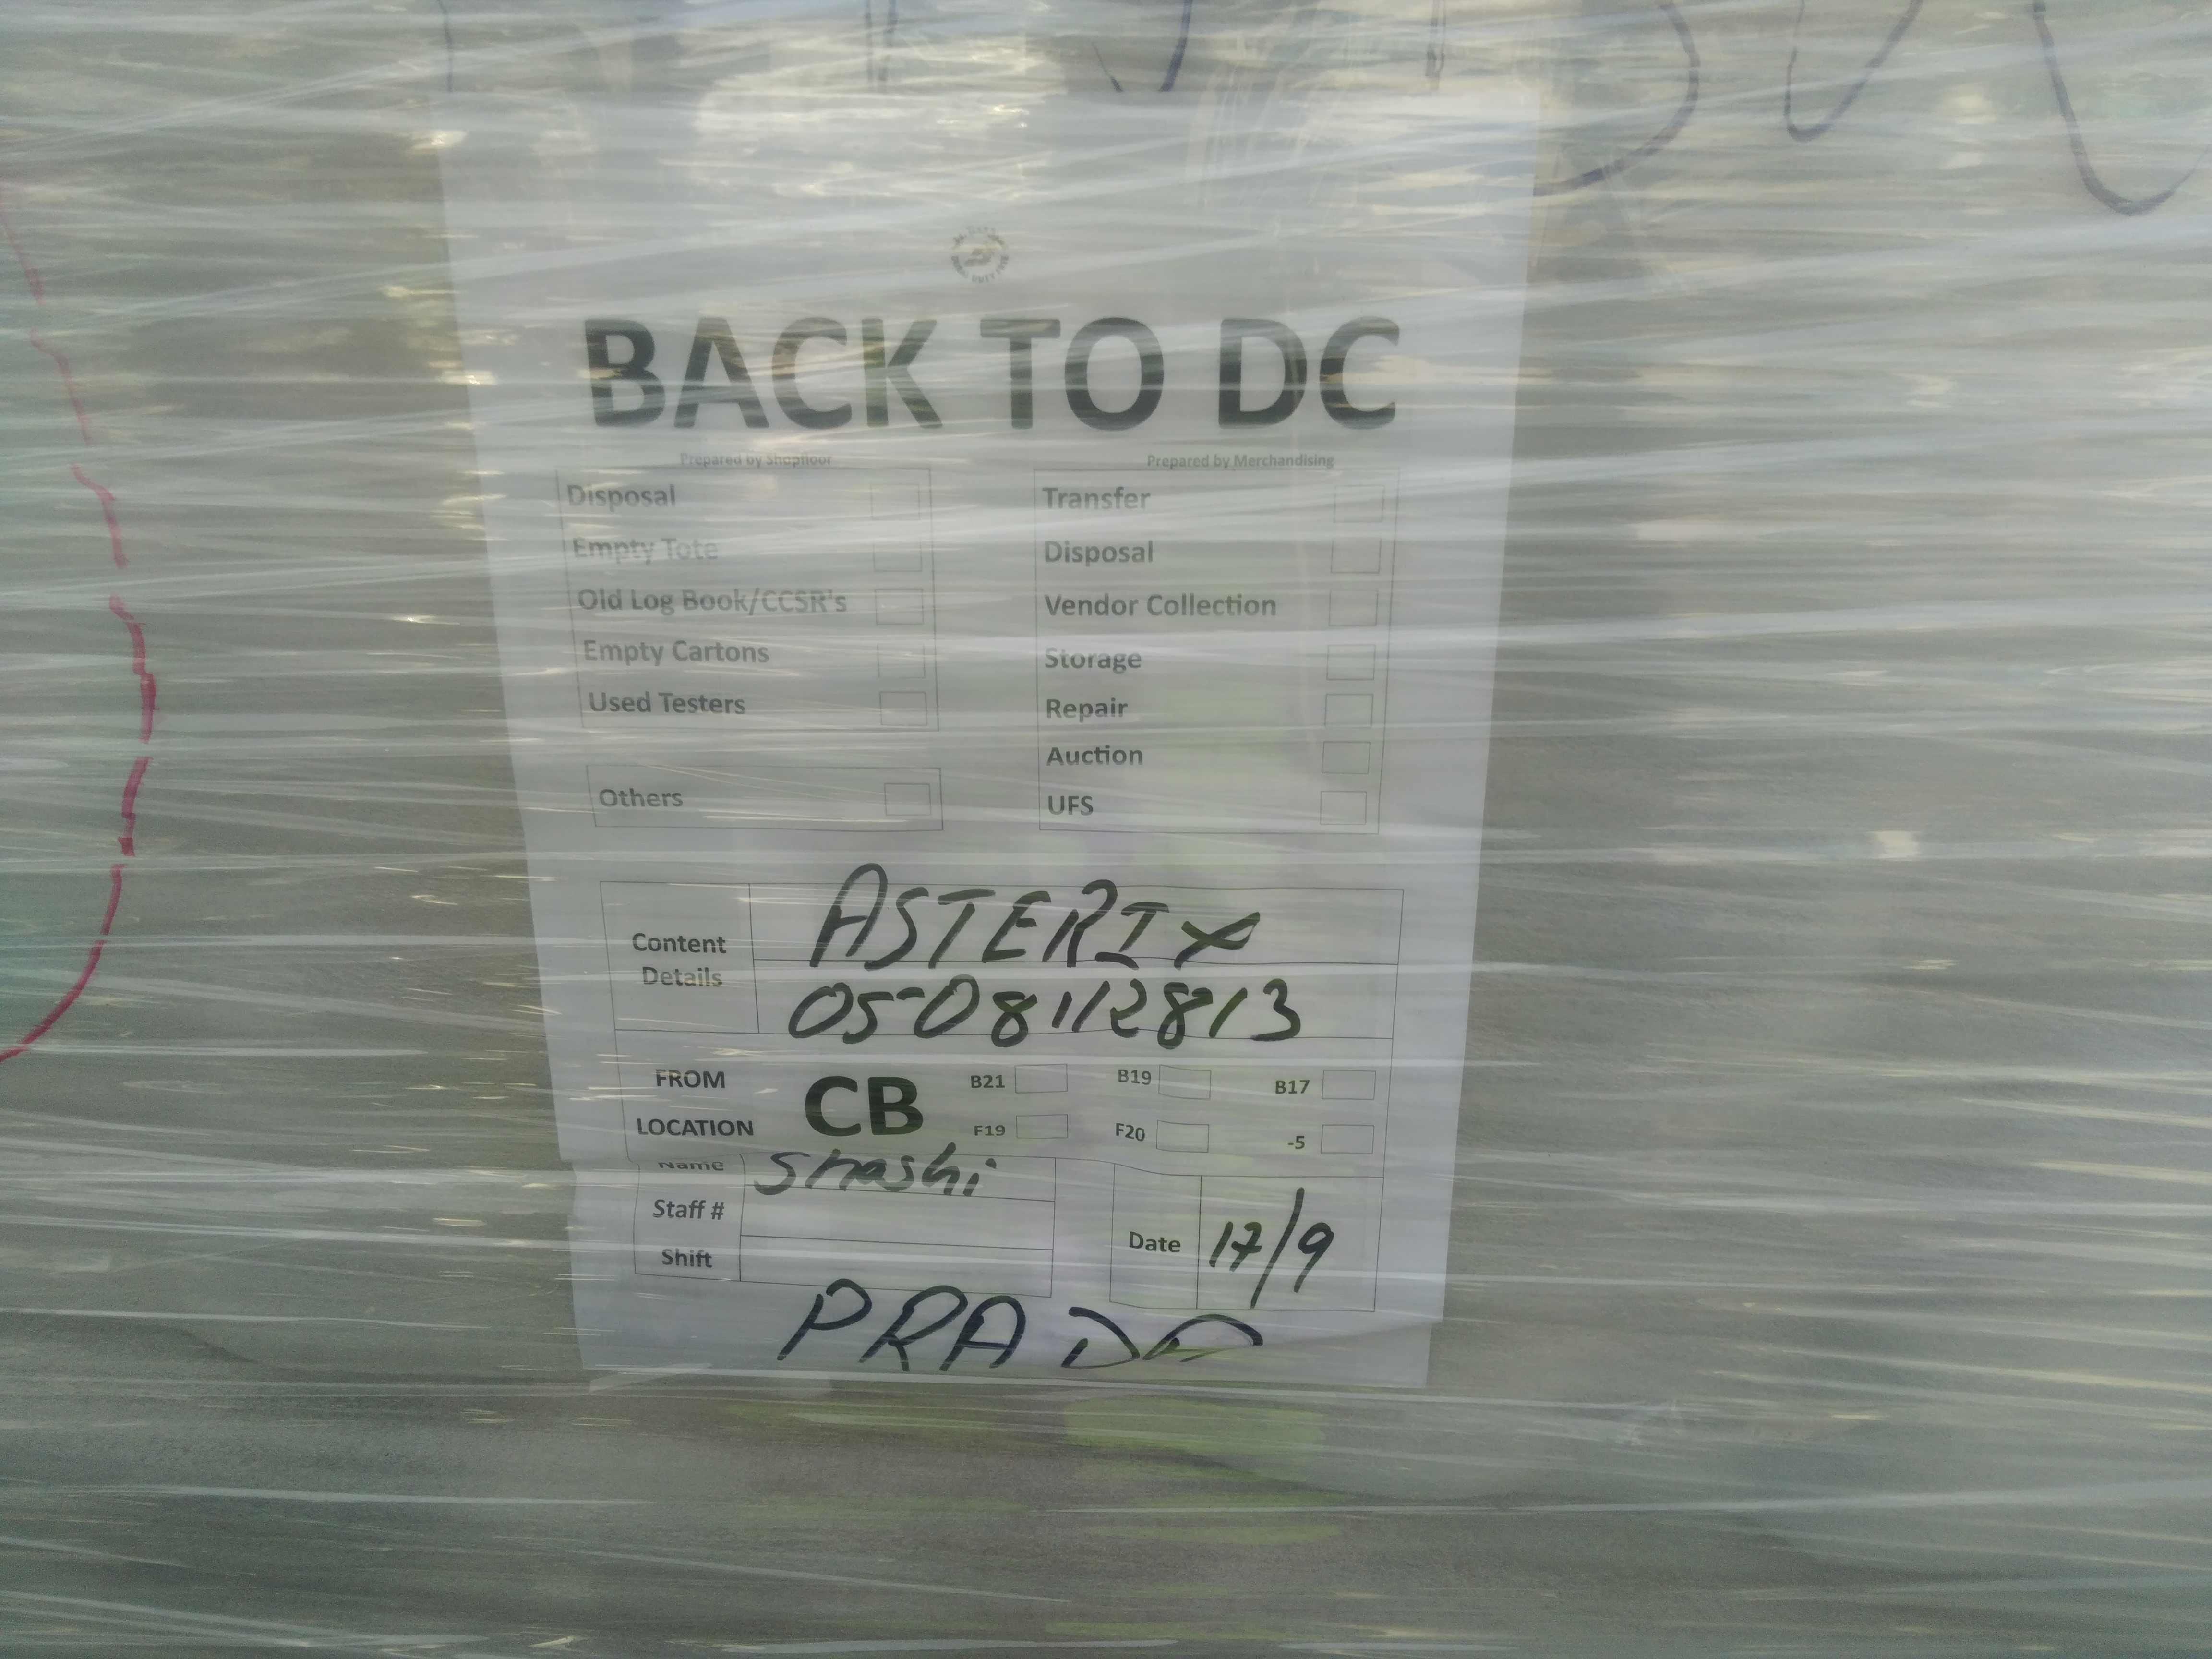 BACK TO DC
Prepared by Shopfloor
Disposal
Empty Tote
Old Log Book/CCSR's
Empty Cartons
Used Testers
Others
Prepared by Merchandising
Transfer
Disposal
Vendor Collection
Storage
Repair
Auction
UFS
Content Details
ASTERIX
0508112813
FROM LOCATION
CB
B21 B19 B17
F19 F20 -5
Name Shashi
Staff #
Shift
Date 17/9
PRADA